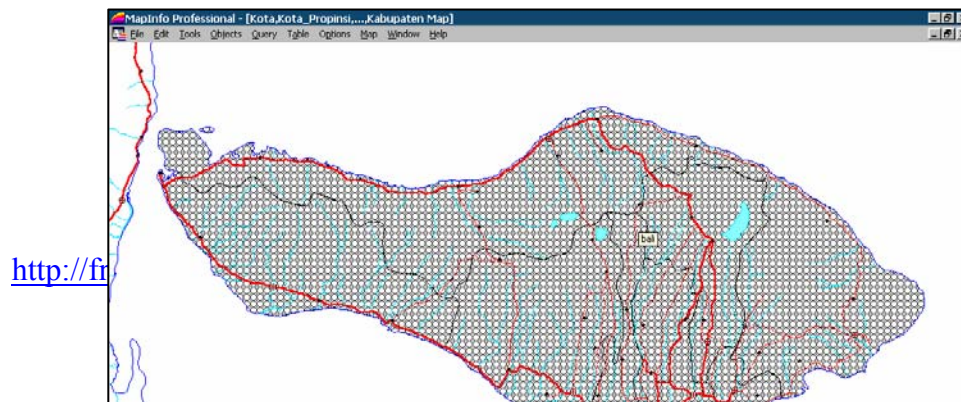 MapInfo Professional - [Kota,Kota_Propinsi,...,Kabupaten Map]
File Edit Tools Objects Query Table Options Map Window Help
bali
http://fr